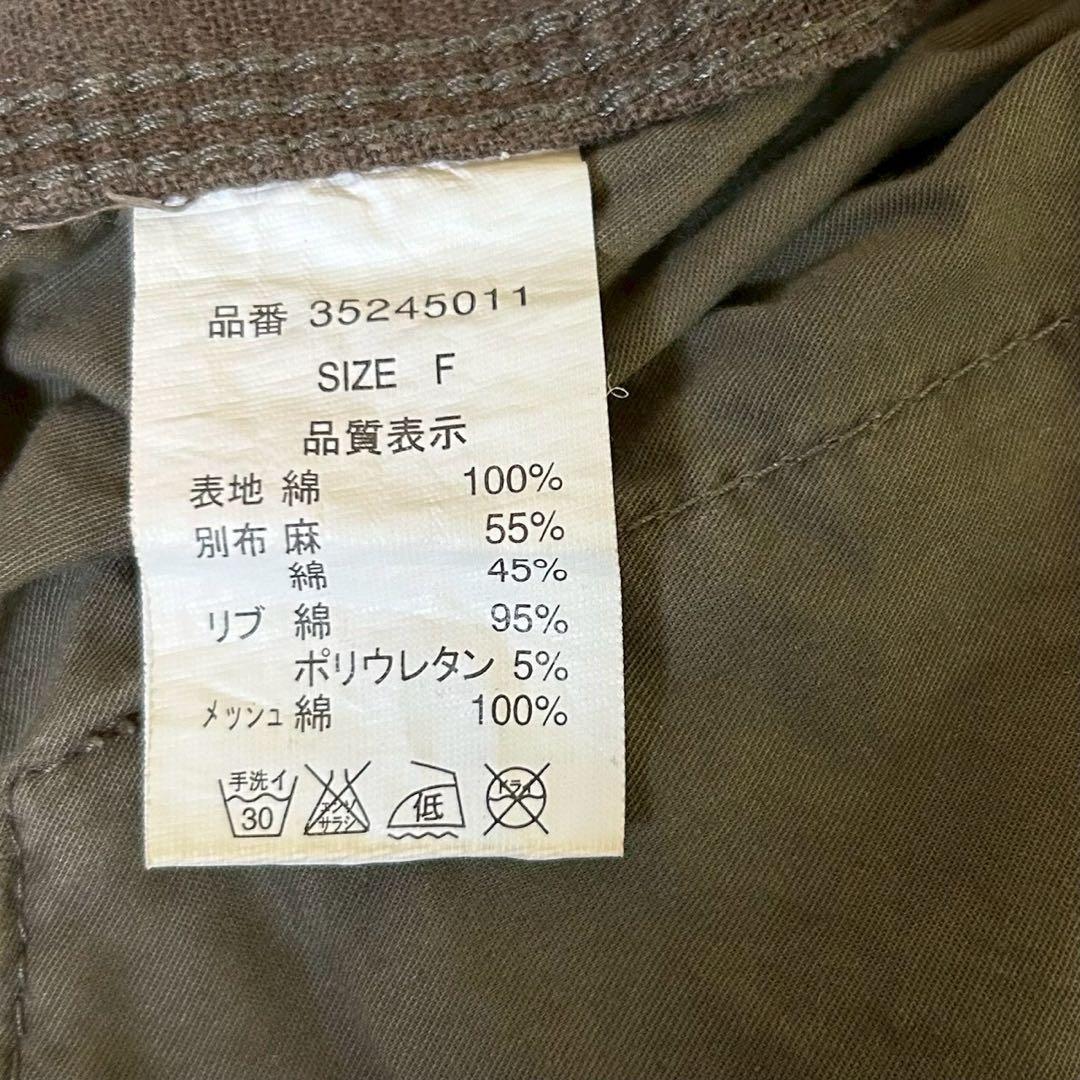 品番 35245011
SIZE F
品質表示
表地 綿 100%
別布 麻 55%
綿 45%
リブ 綿 95%
ポリウレタン 5%
メッシュ 綿 100%
手洗イ 30
エンソサラシ
低
ドライ